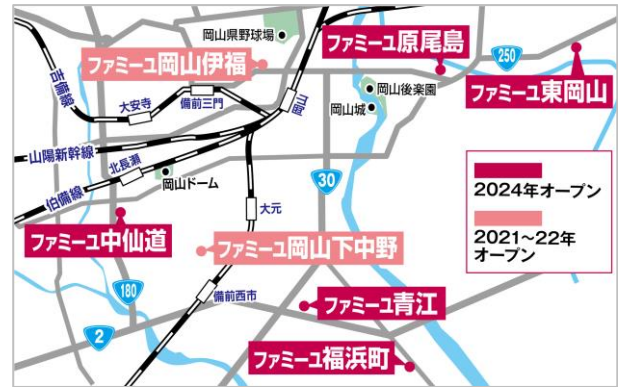 岡山県野球場
ファミーユ岡山伊福
ファミーユ原尾島
250
ファミーユ東岡山
吉備線
大安寺
備前三門
岡山
岡山後楽園
岡山城
山陽新幹線
北長瀬
伯備線
岡山ドーム
30
2024年オープン
2021〜22年
オープン
大元
ファミーユ中仙道
ファミーユ岡山下中野
180
備前西市
2
ファミーユ青江
ファミーユ福浜町